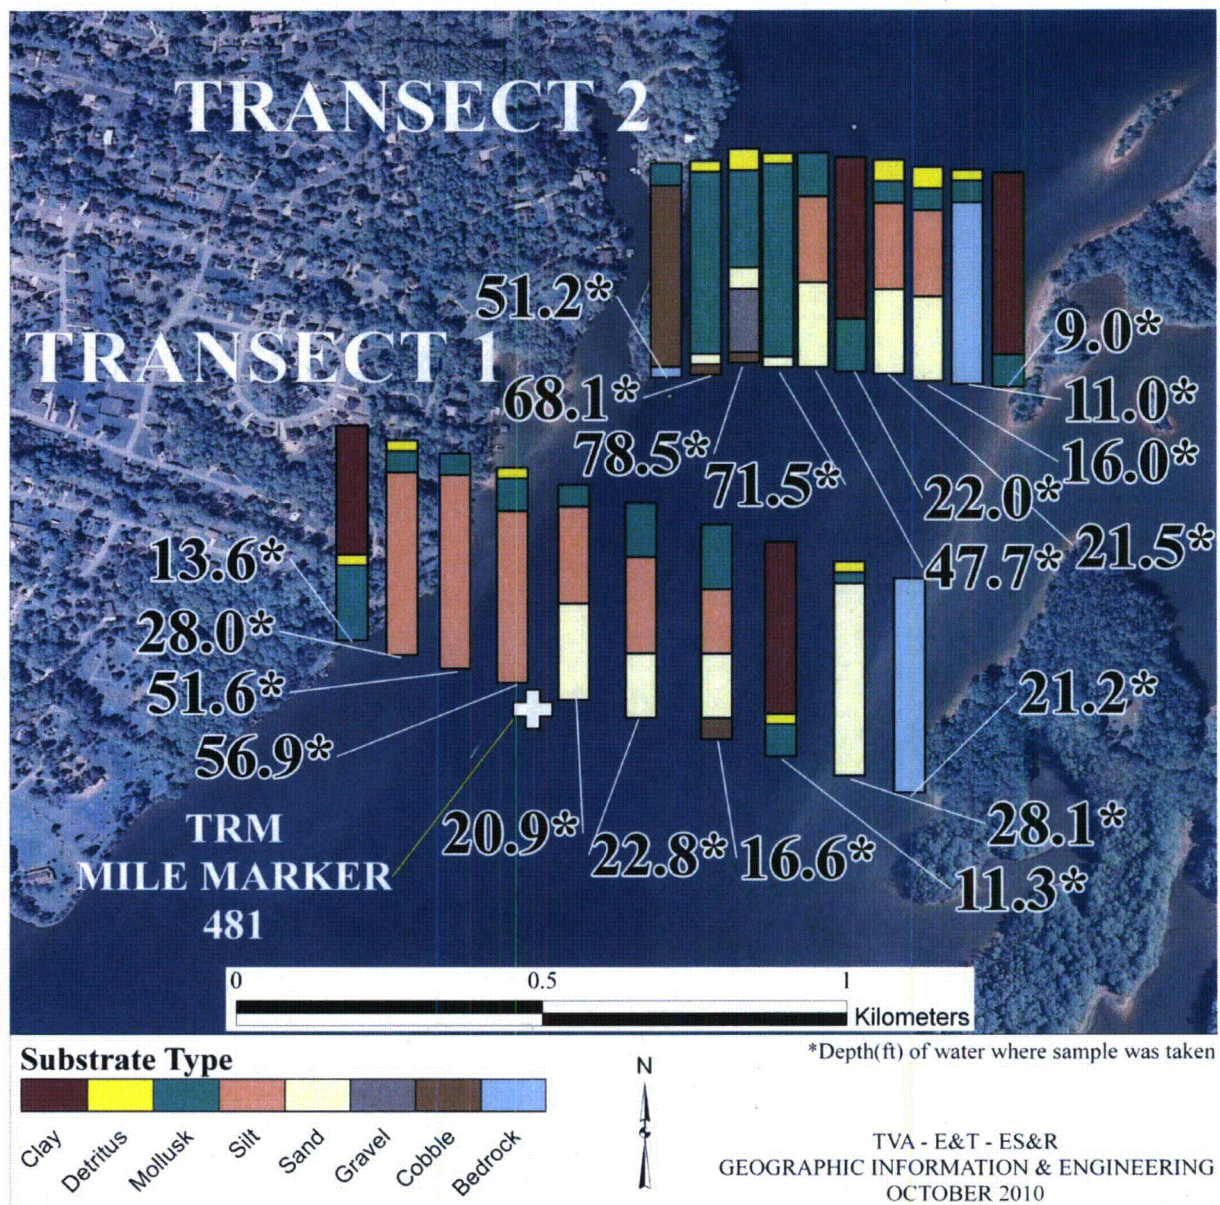 TRANSECT 2
51.2*
TRANSECT 1
9.0*
68.1*
11.0*
78.5*
71.5*
16.0*
22.0*
21.5*
47.7*
13.6*
28.0*
51.6*
21.2*
56.9*
TRM
MILE MARKER
481
20.9*
22.8*
16.6*
28.1*
11.3*
0 0.5 1
Kilometers
Substrate Type
*Depth(ft) of water where sample was taken
N
Clay
Detritus
Mollusk
Silt
Sand
Gravel
Cobble
Bedrock
TVA - E&T - ES&R
GEOGRAPHIC INFORMATION & ENGINEERING
OCTOBER 2010